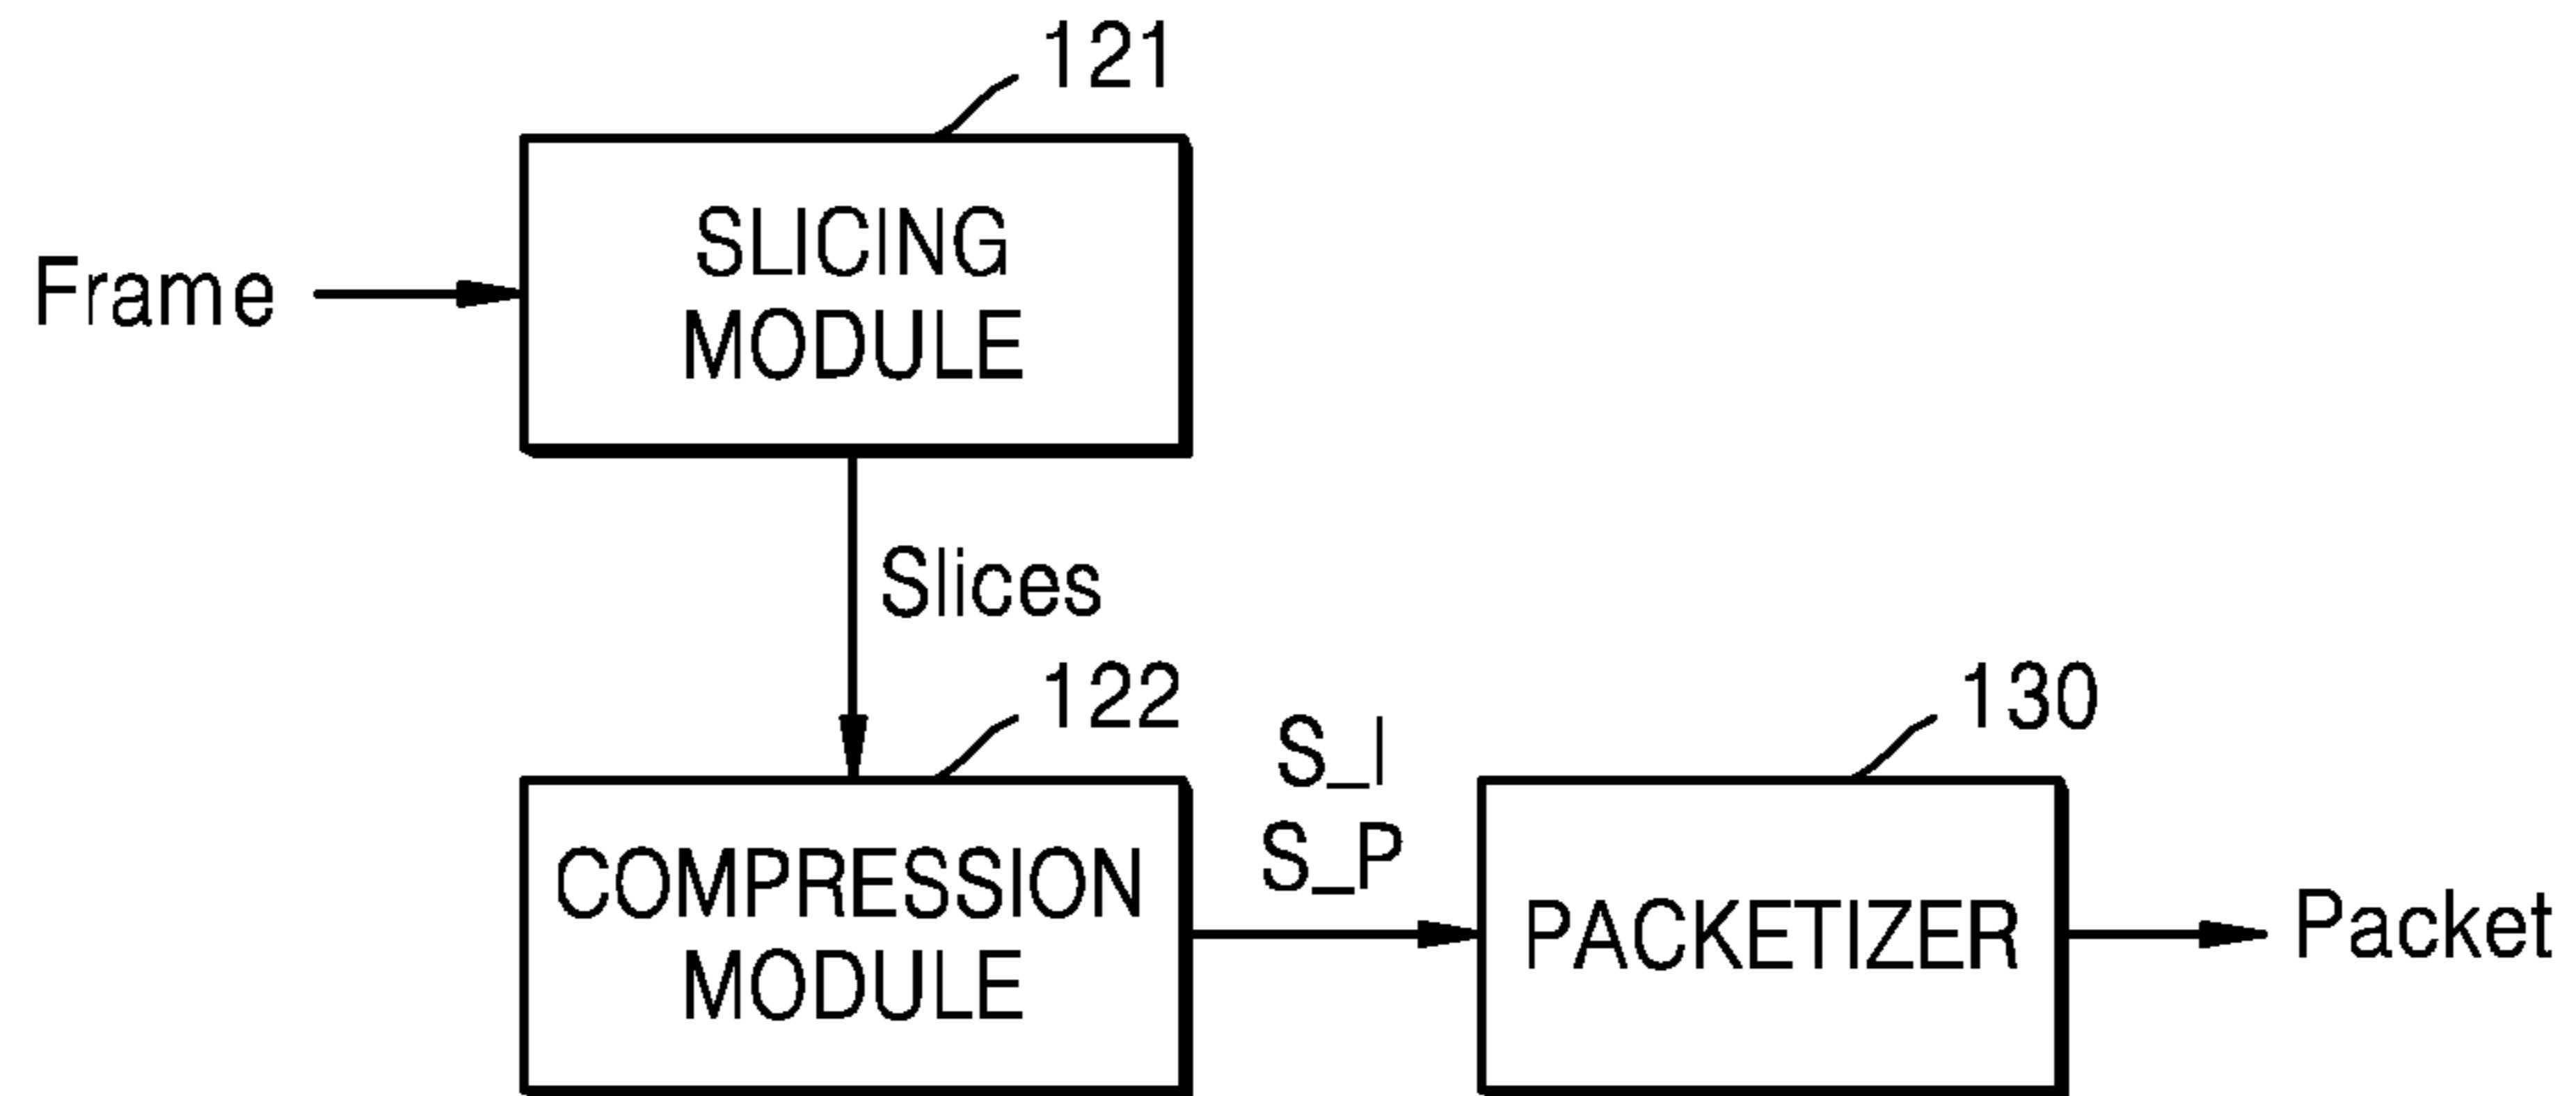 121
SLICING
MODULE
Frame
Slices
122
COMPRESSION
MODULE
S_I
S_P
130
PACKETIZER
Packet